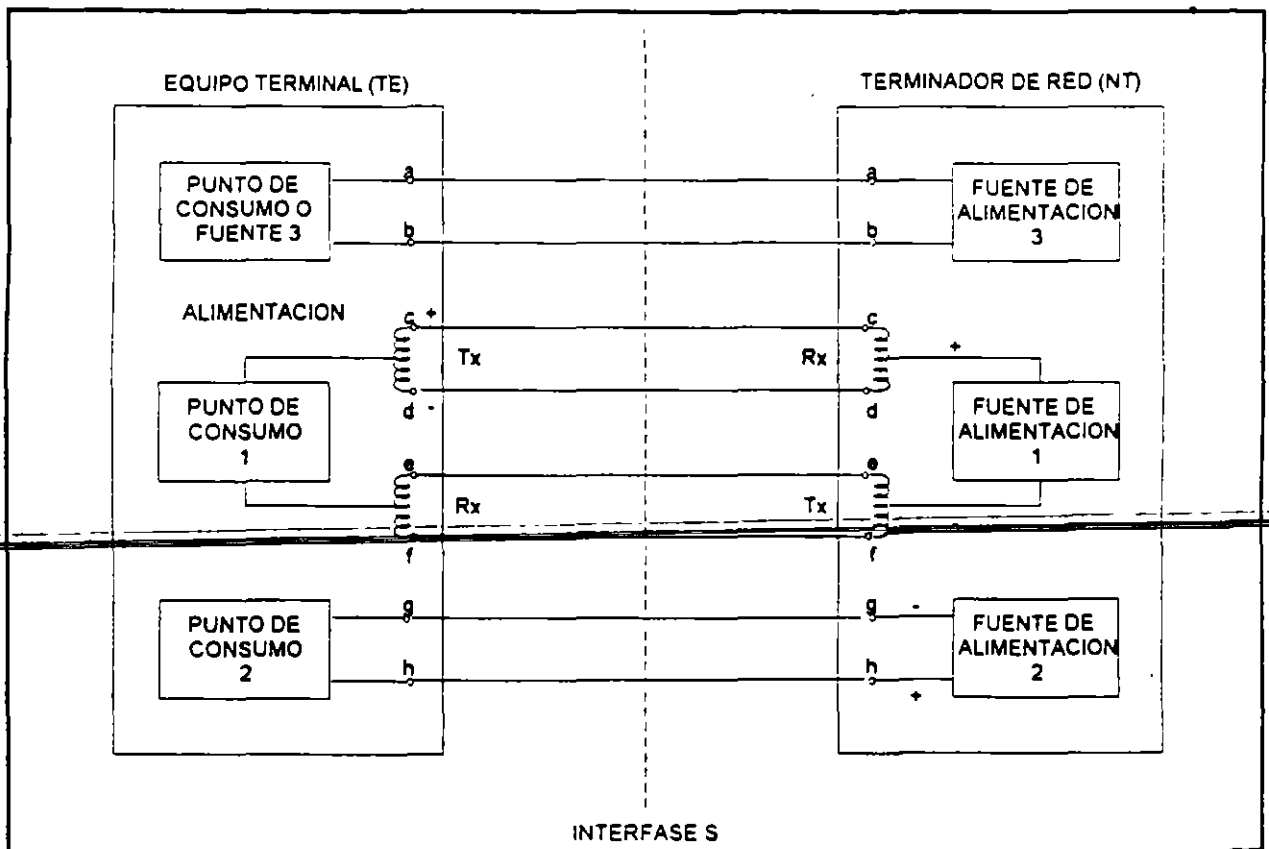 EQUIPO TERMINAL (TE)
TERMINADOR DE RED (NT)
PUNTO DE
CONSUMO O
FUENTE 3
a
b
a
b
FUENTE DE
ALIMENTACION
3
ALIMENTACION
c +
Tx
d -
c
Rx
d
+
PUNTO DE
CONSUMO
1
FUENTE DE
ALIMENTACION
1
e
Rx
f
e
Tx
f
-
PUNTO DE
CONSUMO
2
g
h
g -
h
+
FUENTE DE
ALIMENTACION
2
INTERFASE S